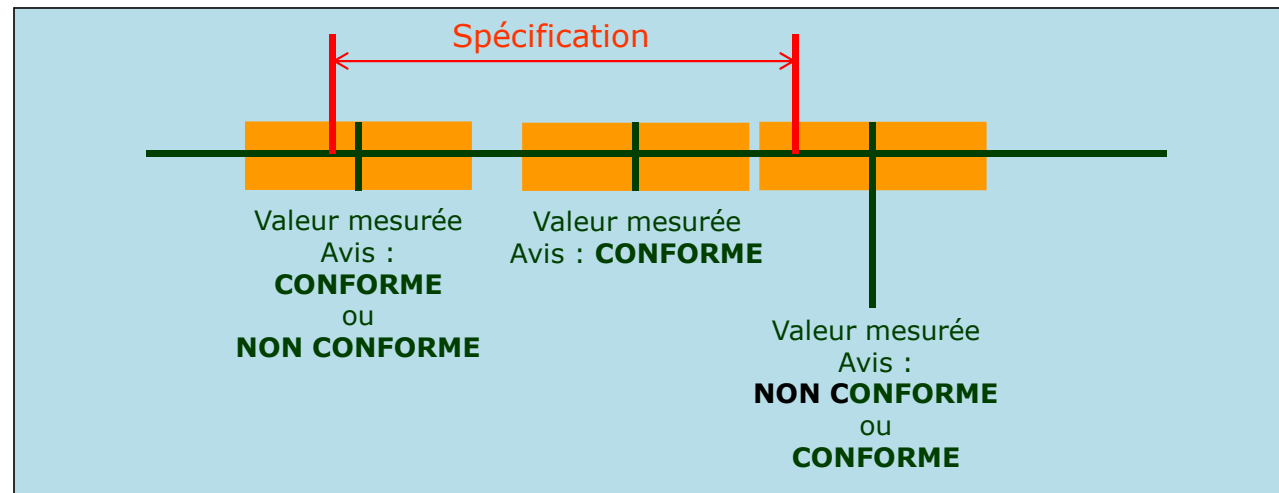 Spécification
Valeur mesurée
Avis :
CONFORME
ou
NON CONFORME
Valeur mesurée
Avis : CONFORME
Valeur mesurée
Avis :
NON CONFORME
ou
CONFORME